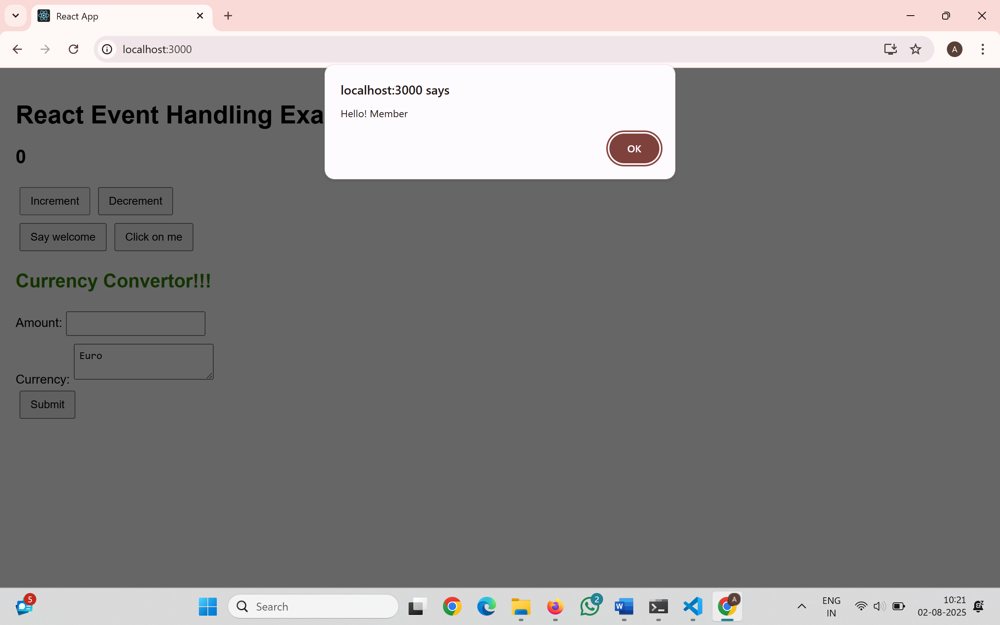 React App
localhost:3000
localhost:3000 says
Hello! Member
OK
React Event Handling Exa
0
Increment Decrement
Say welcome Click on me
Currency Convertor!!!
Amount:
Euro
Currency:
Submit
5
Search
2
W
A
ENG
IN
10:21
02-08-2025
A